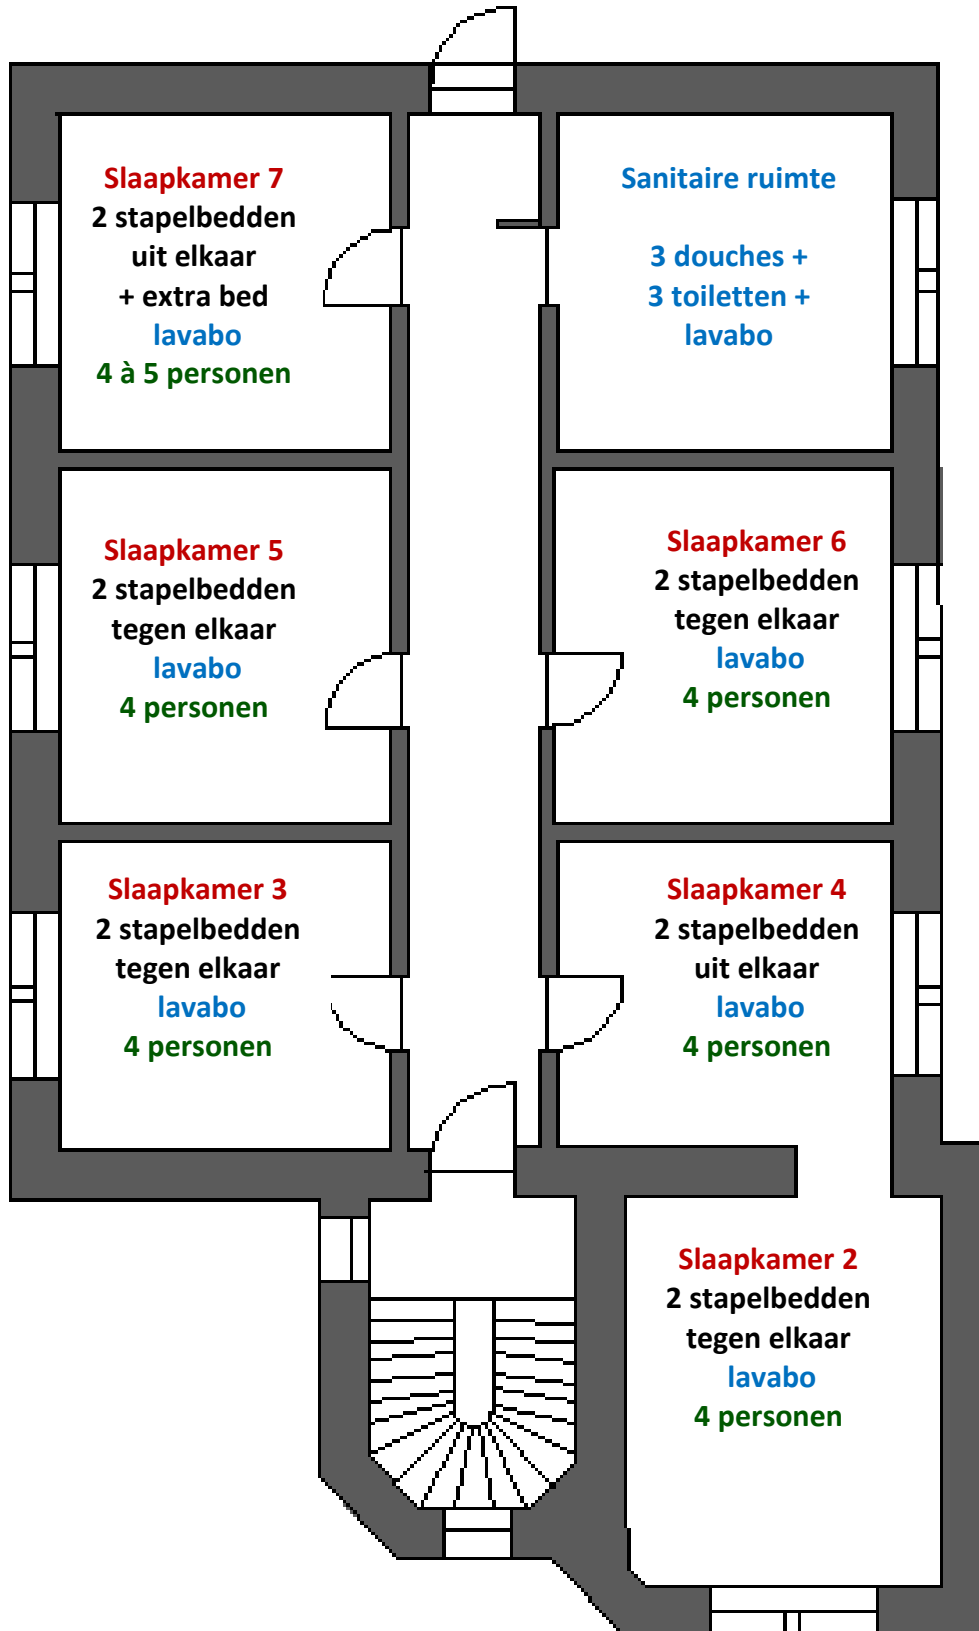 Slaapkamer 7
2 stapelbedden
uit elkaar
+ extra bed
lavabo
4 à 5 personen
Sanitaire ruimte
3 douches +
3 toiletten +
lavabo
Slaapkamer 5
2 stapelbedden
tegen elkaar
lavabo
4 personen
Slaapkamer 6
2 stapelbedden
tegen elkaar
lavabo
4 personen
Slaapkamer 3
2 stapelbedden
tegen elkaar
lavabo
4 personen
Slaapkamer 4
2 stapelbedden
uit elkaar
lavabo
4 personen
Slaapkamer 2
2 stapelbedden
tegen elkaar
lavabo
4 personen